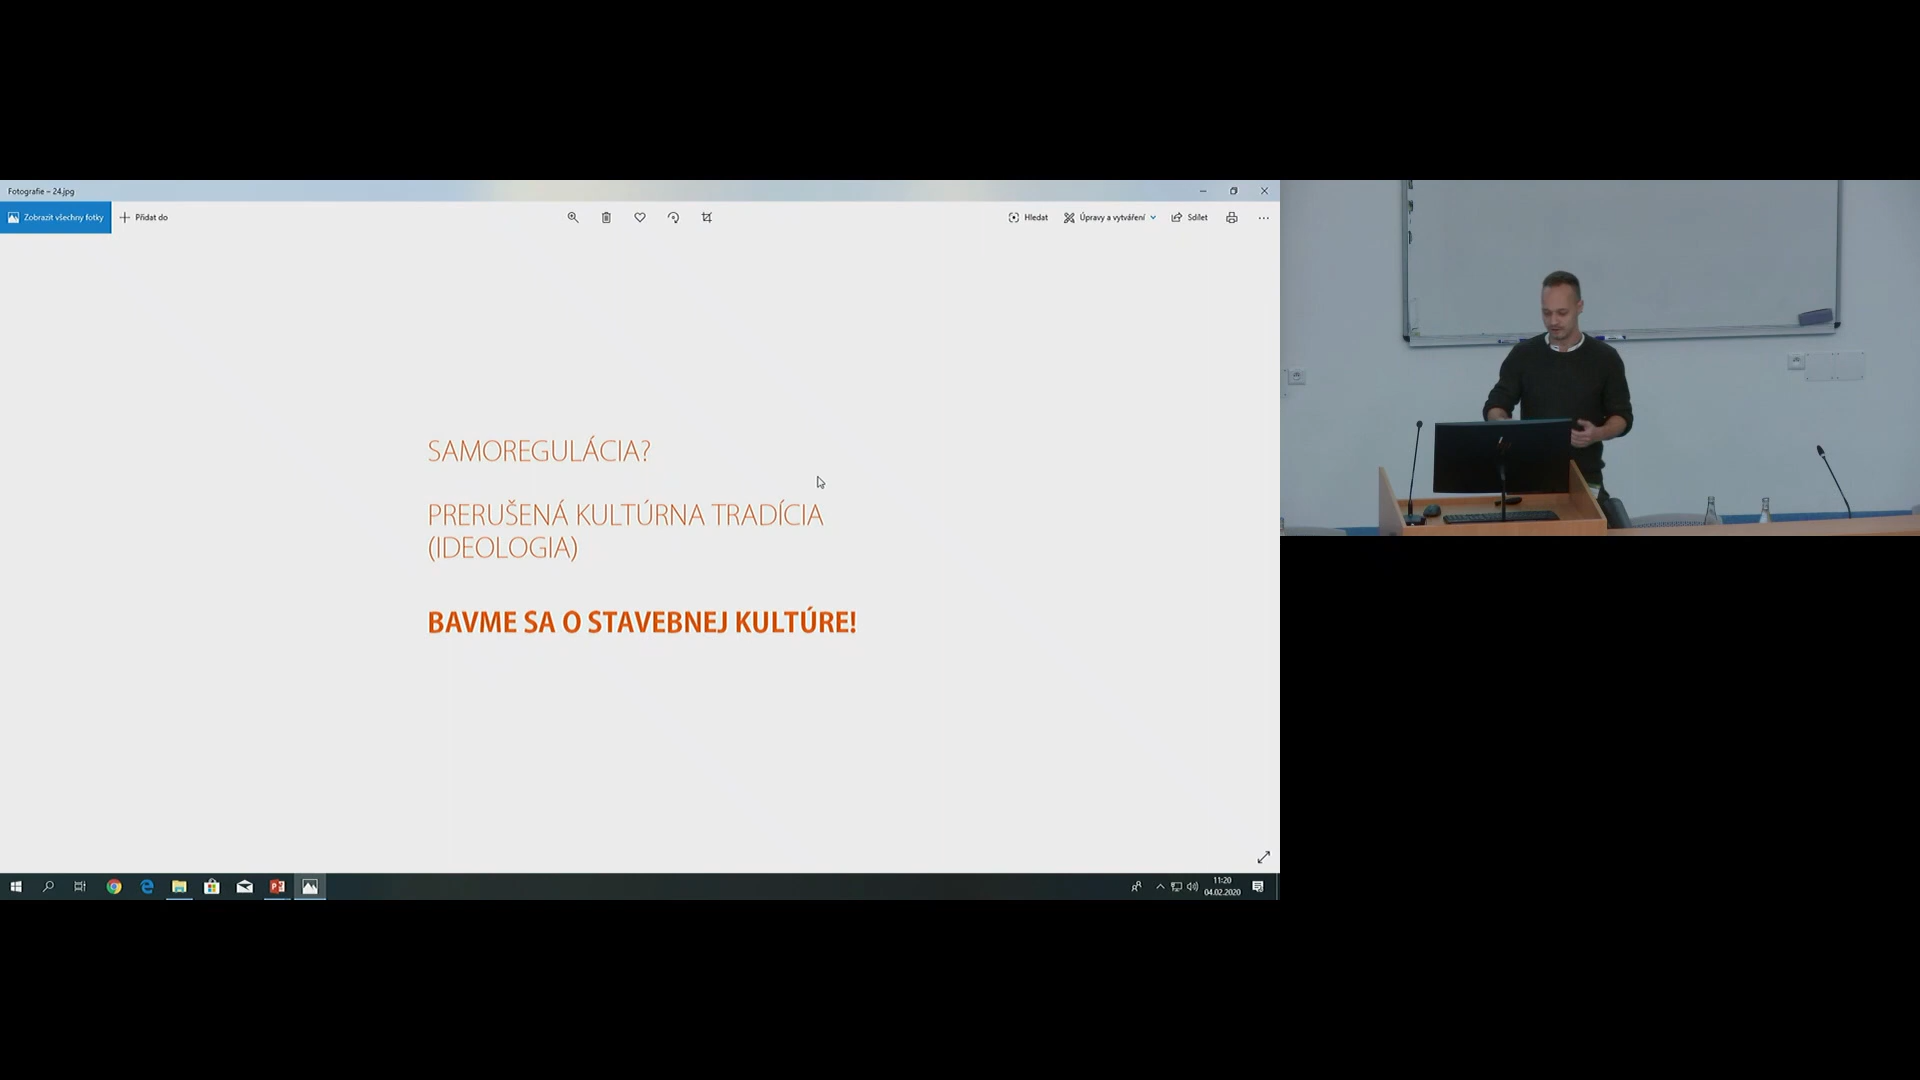 Fotografie – 24.jpg
Zobrazit všechny fotky
Přidat do
Hledat
Úpravy a vytváření
Sdílet
SAMOREGULÁCIA?
PRERUŠENÁ KULTÚRNA TRADÍCIA
(IDEOLOGIA)
BAVME SA O STAVEBNEJ KULTÚRE!
11:20
04.02.2020